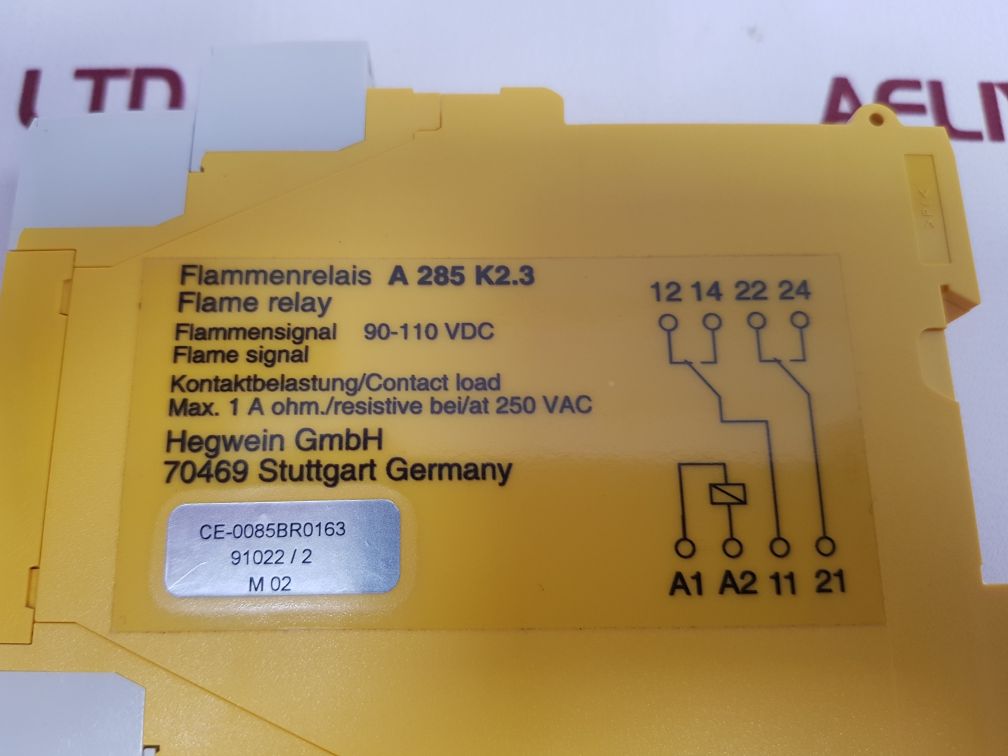 LTD
AELIY
Flammenrelais A 285 K2.3
Flame relay
Flammensignal 90-110 VDC
Flame signal
Kontaktbelastung/Contact load
Max. 1 A ohm./resistive bei/at 250 VAC
Hegwein GmbH
70469 Stuttgart Germany
CE-0085BR0163
91022 / 2
M 02
12 14 22 24
A1 A2 11 21